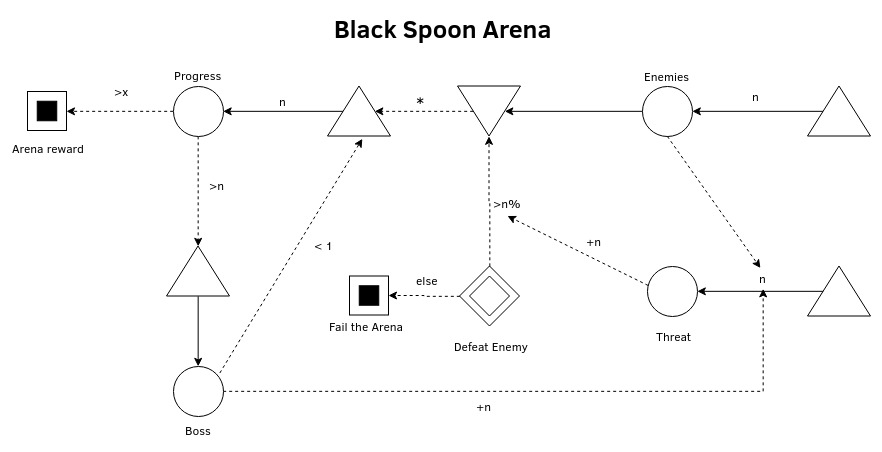 Black Spoon Arena
Progress
Enemies
>x
n
*
n
Arena reward
>n
>n%
< 1
+n
else
n
Fail the Arena
Defeat Enemy
Threat
+n
Boss